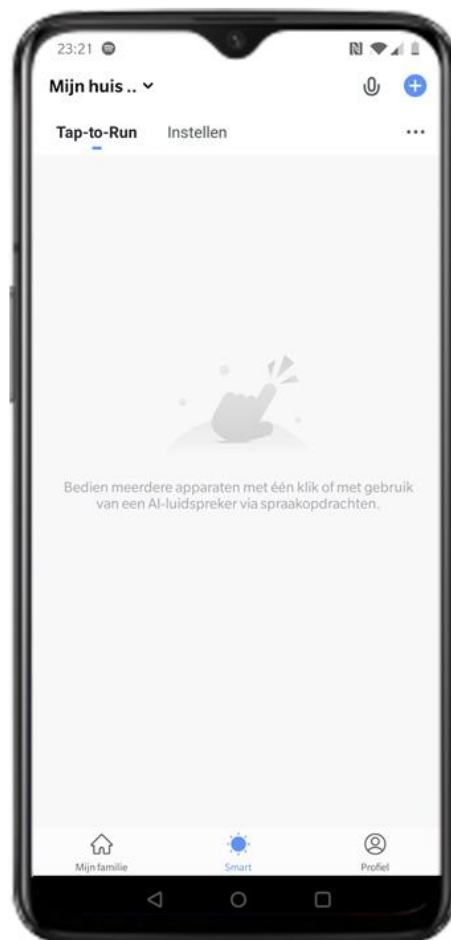 23:21
Mijn huis ..
Tap-to-Run Instellen
Bedien meerdere apparaten met één klik of met gebruik
van een AI-luidspreker via spraakopdrachten.
Mijn familie Smart Profiel